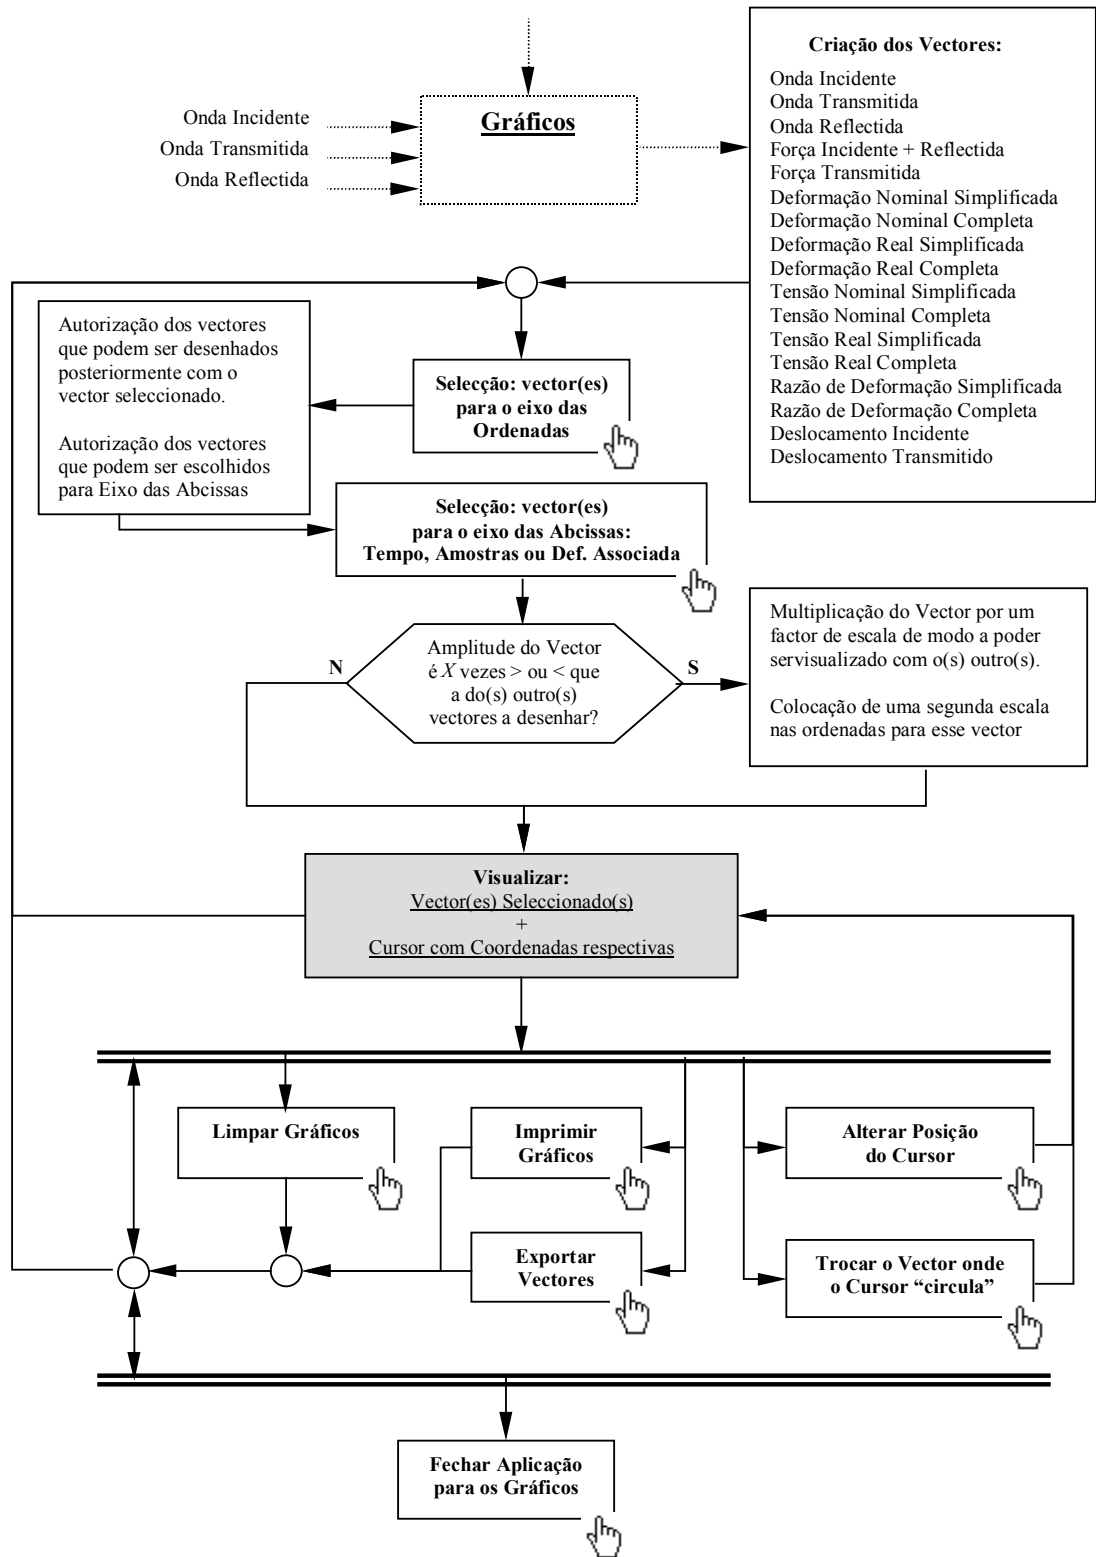 Criação dos Vectores:
Onda Incidente
Onda Transmitida
Onda Reflectida
Força Incidente + Reflectida
Força Transmitida
Deformação Nominal Simplificada
Deformação Nominal Completa
Deformação Real Simplificada
Deformação Real Completa
Tensão Nominal Simplificada
Tensão Nominal Completa
Tensão Real Simplificada
Tensão Real Completa
Razão de Deformação Simplificada
Razão de Deformação Completa
Deslocamento Incidente
Deslocamento Transmitido
Gráficos
Onda Incidente
Onda Transmitida
Onda Reflectida
Autorização dos vectores
que podem ser desenhados
posteriormente com o
vector seleccionado.
Autorização dos vectores
que podem ser escolhidos
para Eixo das Abcissas
Selecção: vector(es)
para o eixo das
Ordenadas
Selecção: vector(es)
para o eixo das Abcissas:
Tempo, Amostras ou Def. Associada
N
Amplitude do Vector
é X vezes > ou < que
a do(s) outro(s)
vectores a desenhar?
S
Multiplicação do Vector por um
factor de escala de modo a poder
servisualizado com o(s) outro(s).
Colocação de uma segunda escala
nas ordenadas para esse vector
Visualizar:
Vector(es) Seleccionado(s)
+
Cursor com Coordenadas respectivas
Limpar Gráficos
Imprimir
Gráficos
Alterar Posição
do Cursor
Exportar
Vectores
Trocar o Vector onde
o Cursor “circula”
Fechar Aplicação
para os Gráficos